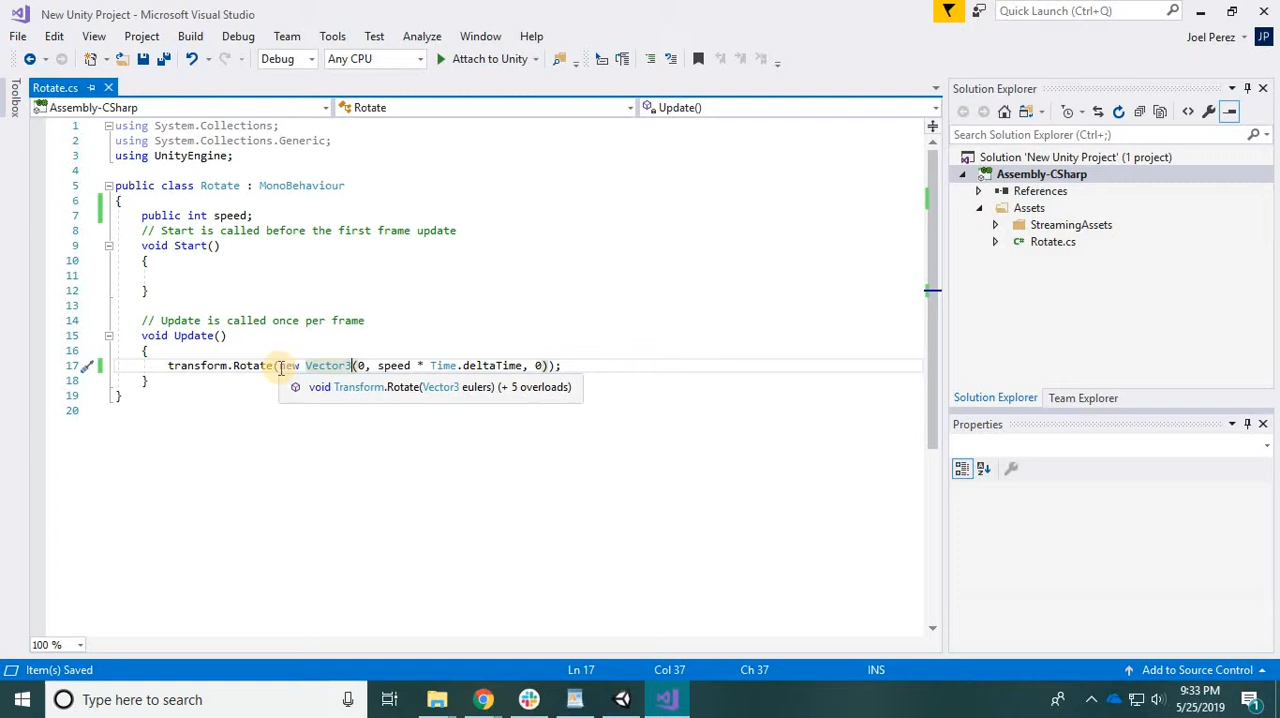 New Unity Project - Microsoft Visual Studio
Quick Launch (Ctrl+Q)
File Edit View Project Build Debug Team Tools Test Analyze Window Help
Joel Perez JP
Debug Any CPU Attach to Unity
Toolbox
Rotate.cs
Assembly-CSharp Rotate Update()
1 using System.Collections;
2 using System.Collections.Generic;
3 using UnityEngine;
4
5 public class Rotate : MonoBehaviour
6 {
7 public int speed;
8 // Start is called before the first frame update
9 void Start()
10 {
11
12 }
13
14 // Update is called once per frame
15 void Update()
16 {
17 transform.Rotate(new Vector3(0, speed * Time.deltaTime, 0));
void Transform.Rotate(Vector3 eulers) (+ 5 overloads)
18 }
19 }
20
100 %
Solution Explorer
Search Solution Explorer (Ctrl+;)
Solution 'New Unity Project' (1 project)
Assembly-CSharp
References
Assets
StreamingAssets
C# Rotate.cs
Solution Explorer Team Explorer
Properties
Item(s) Saved Ln 17 Col 37 Ch 37 INS Add to Source Control
Type here to search
9:33 PM
5/25/2019
1